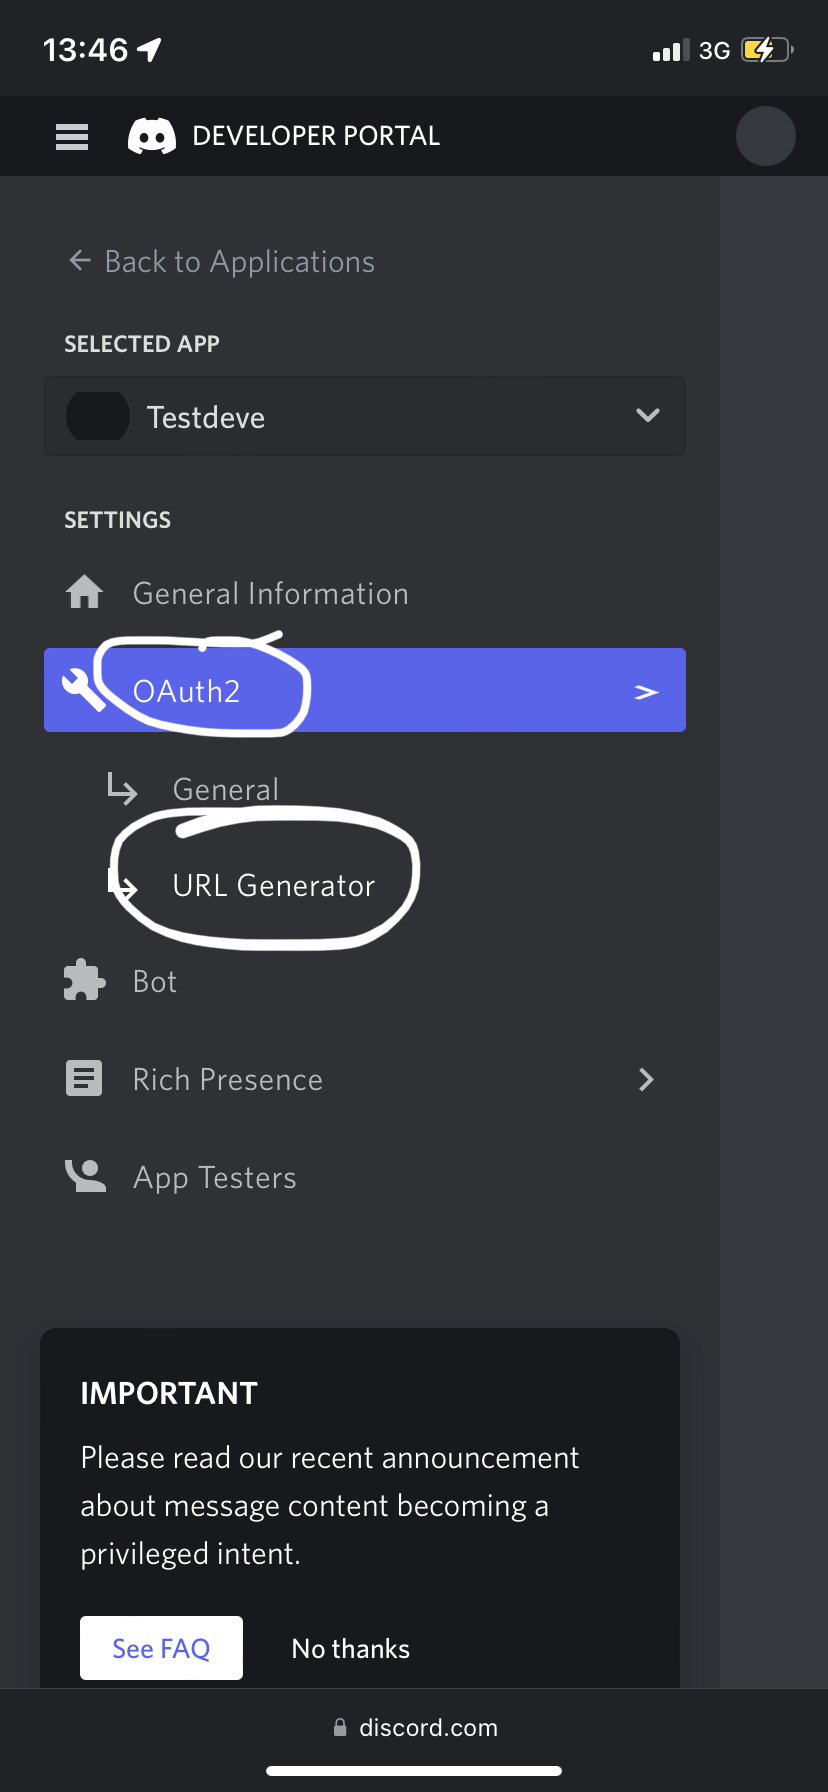 13:46
3G
DEVELOPER PORTAL
Back to Applications
SELECTED APP
Testdeve
SETTINGS
General Information
OAuth2
General
URL Generator
Bot
Rich Presence
App Testers
IMPORTANT
Please read our recent announcement
about message content becoming a
privileged intent.
See FAQ
No thanks
discord.com